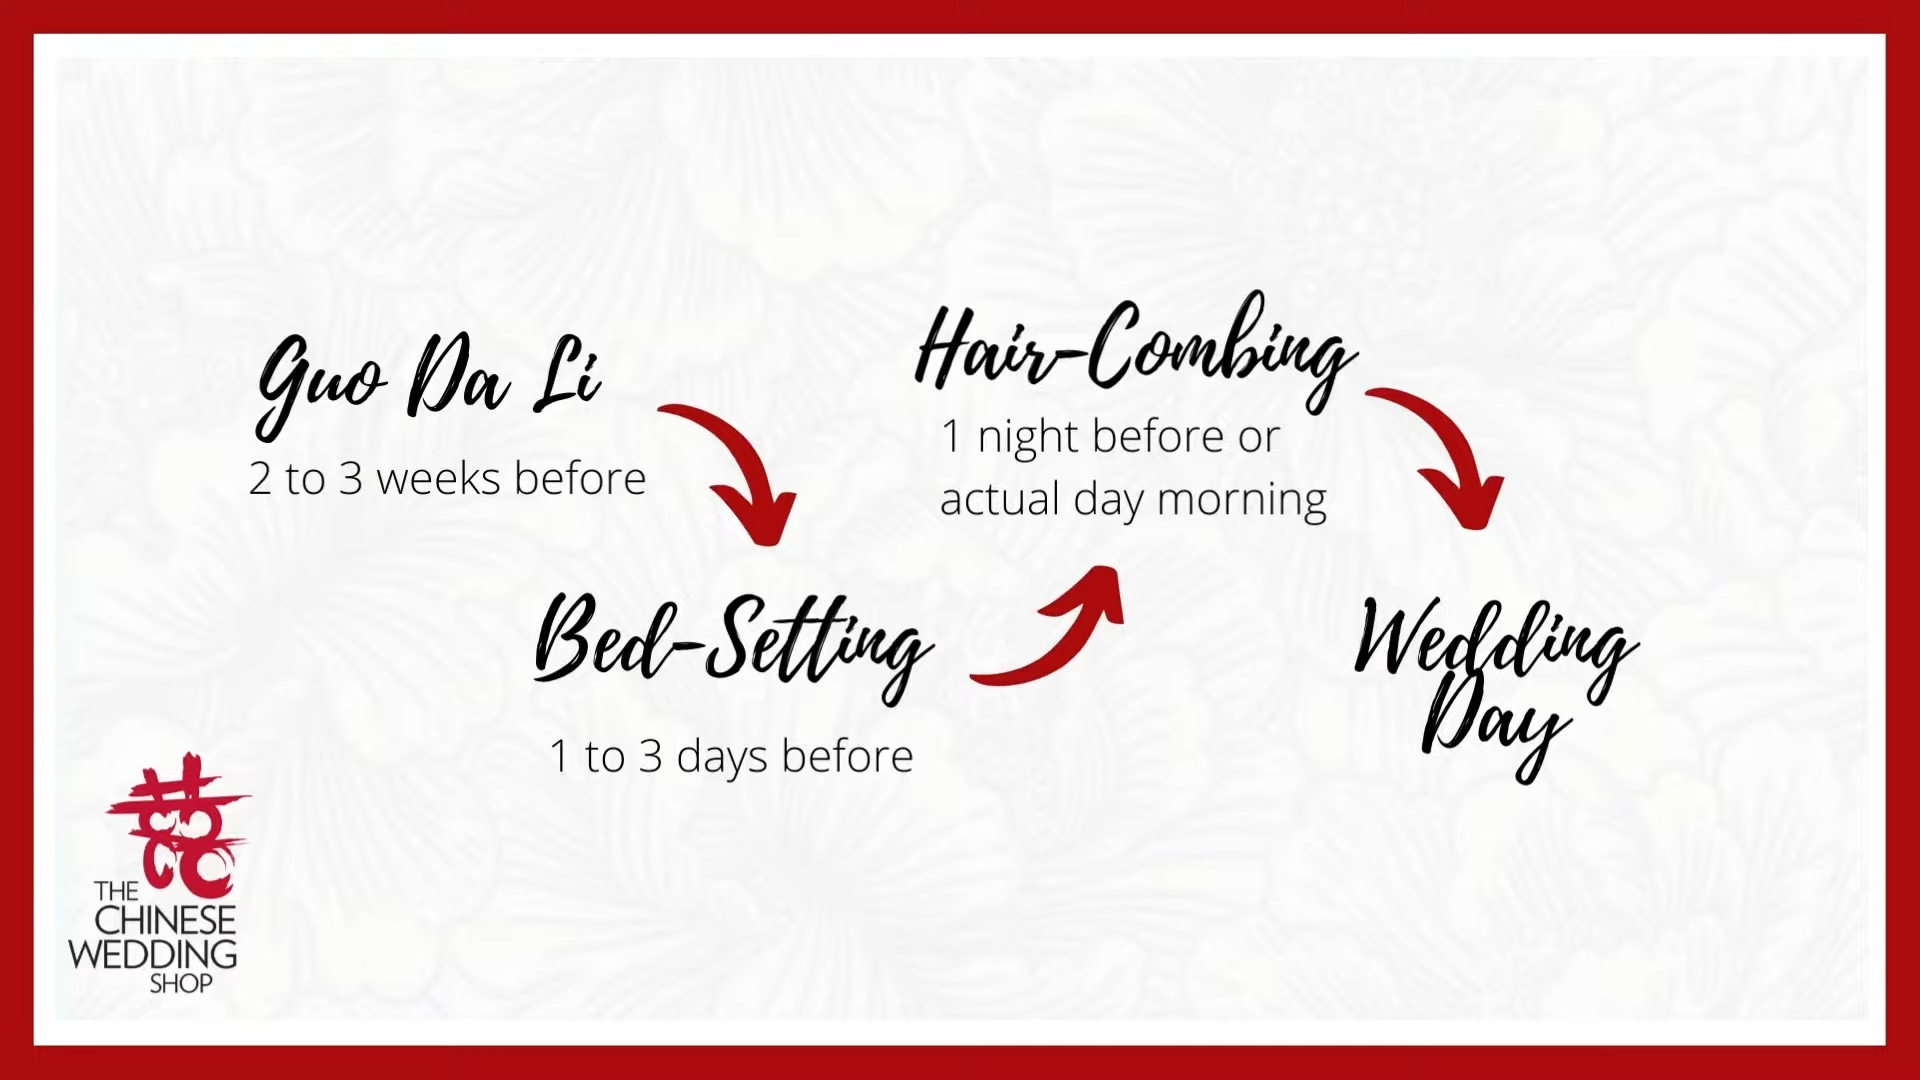 Guo Da Li
2 to 3 weeks before
Bed-Setting
1 to 3 days before
Hair-Combing
1 night before or
actual day morning
Wedding
Day
囍
THE
CHINESE
WEDDING
SHOP